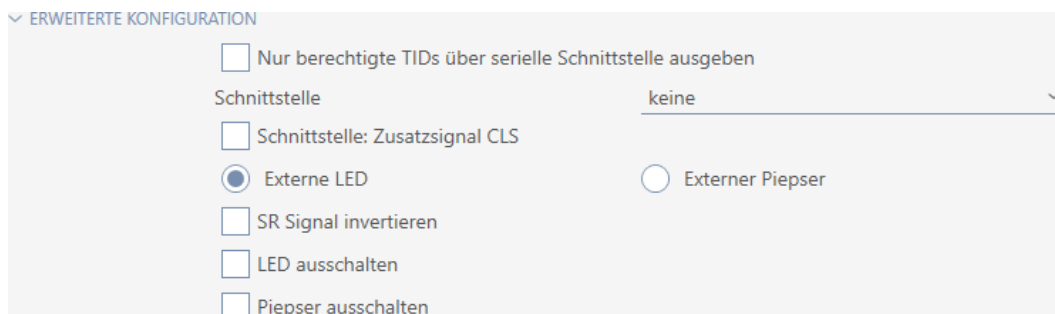 ERWEITERTE KONFIGURATION
Nur berechtigte TIDs über serielle Schnittstelle ausgeben
Schnittstelle keine
Schnittstelle: Zusatzsignal CLS
Externe LED Externer Piepser
SR Signal invertieren
LED ausschalten
Piepser ausschalten